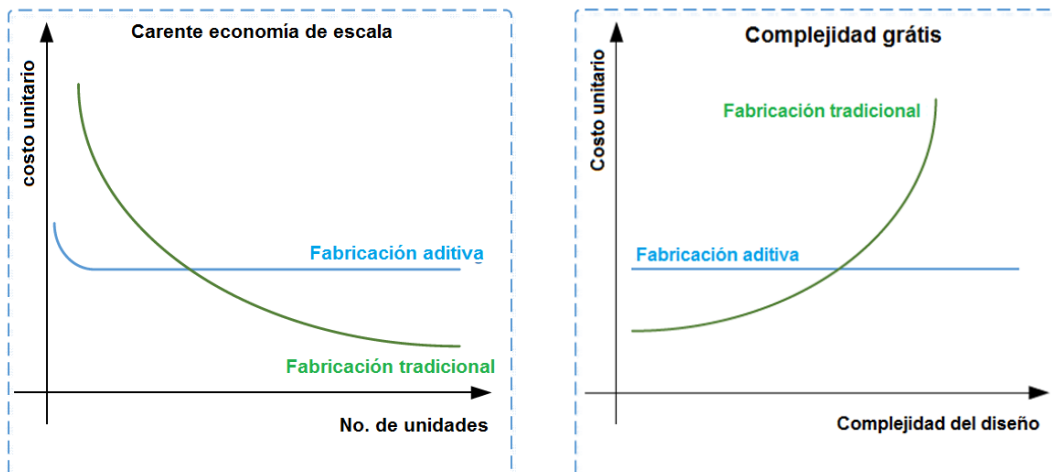 Carente economía de escala
costo unitario
Fabricación aditiva
Fabricación tradicional
No. de unidades
Complejidad grátis
Costo unitario
Fabricación tradicional
Fabricación aditiva
Complejidad del diseño